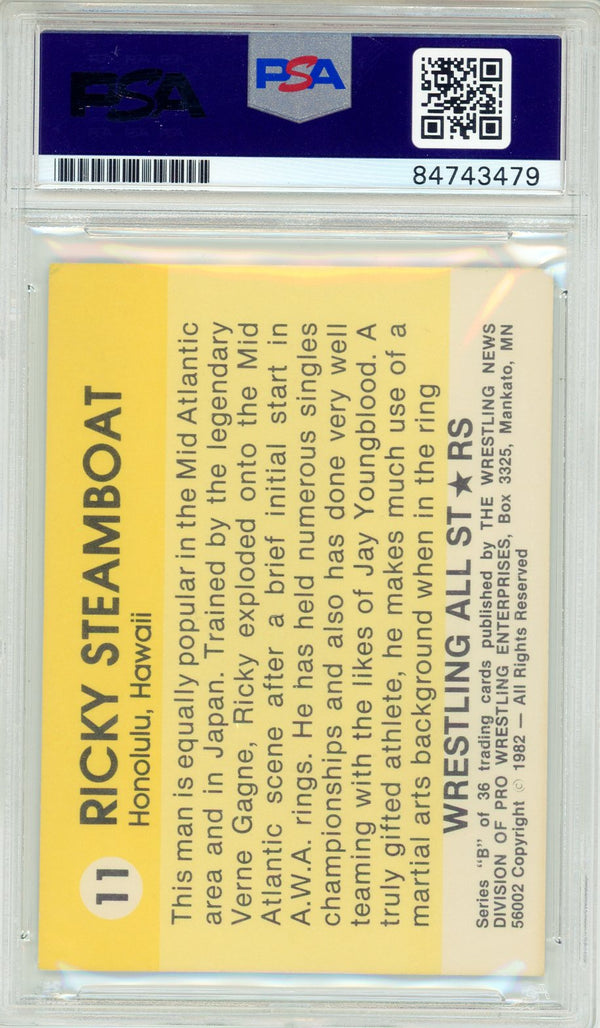 PSA
PSA
84743479
11
RICKY STEAMBOAT
Honolulu, Hawaii
This man is equally popular in the Mid Atlantic
area and in Japan. Trained by the legendary
Verne Gagne, Ricky exploded onto the Mid
Atlantic scene after a brief initial start in
A.W.A. rings. He has held numerous singles
championships and also has done very well
teaming with the likes of Jay Youngblood. A
truly gifted athlete, he makes much use of a
martial arts background when in the ring
WRESTLING ALL ST★RS
Series "B" of 36 trading cards published by THE WRESTLING NEWS
DIVISION OF PRO WRESTLING ENTERPRISES, Box 3325, Mankato, MN
56002 Copyright © 1982 — All Rights Reserved